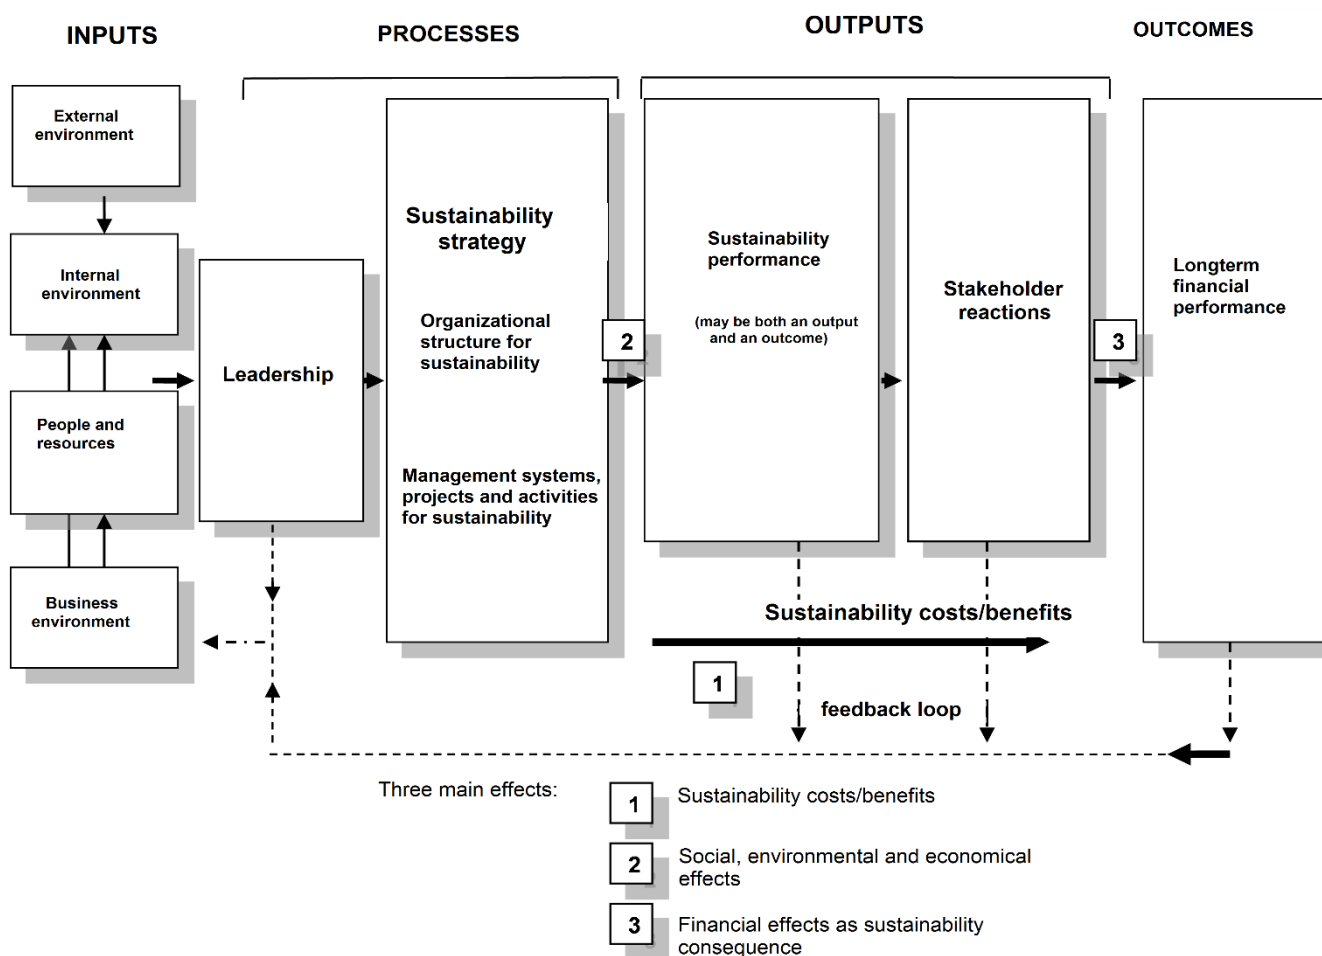 INPUTS
PROCESSES
OUTPUTS
OUTCOMES
External
environment
Internal
environment
People and
resources
Business
environment
Leadership
Sustainability
strategy
Organizational
structure for
sustainability
Management systems,
projects and activities
for sustainability
2
Sustainability
performance
(may be both an output
and an outcome)
Stakeholder
reactions
3
Longterm
financial
performance
Sustainability costs/benefits
1
feedback loop
Three main effects:
1
Sustainability costs/benefits
2
Social, environmental and economical
effects
3
Financial effects as sustainability
consequence